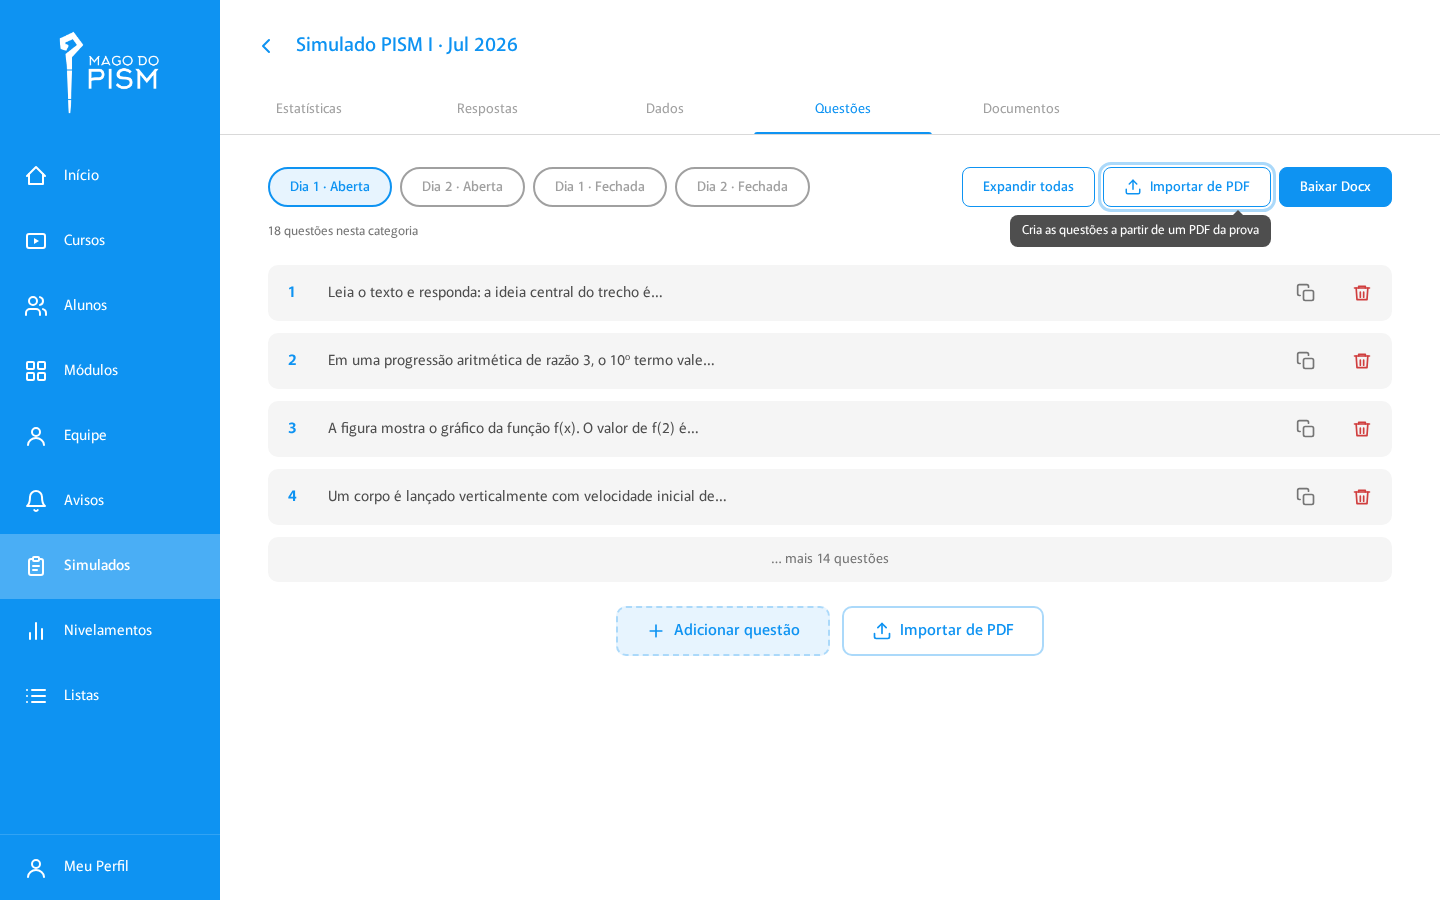 MAGO DO
PISM
Início
Cursos
Alunos
Módulos
Equipe
Avisos
Simulados
Nivelamentos
Listas
Meu Perfil
Simulado PISM I · Jul 2026
Estatísticas
Respostas
Dados
Questões
Documentos
Dia 1 · Aberta
Dia 2 · Aberta
Dia 1 · Fechada
Dia 2 · Fechada
Expandir todas
Importar de PDF
Baixar Docx
18 questões nesta categoria
Cria as questões a partir de um PDF da prova
1 Leia o texto e responda: a ideia central do trecho é...
2 Em uma progressão aritmética de razão 3, o 10º termo vale...
3 A figura mostra o gráfico da função f(x). O valor de f(2) é...
4 Um corpo é lançado verticalmente com velocidade inicial de...
... mais 14 questões
Adicionar questão
Importar de PDF